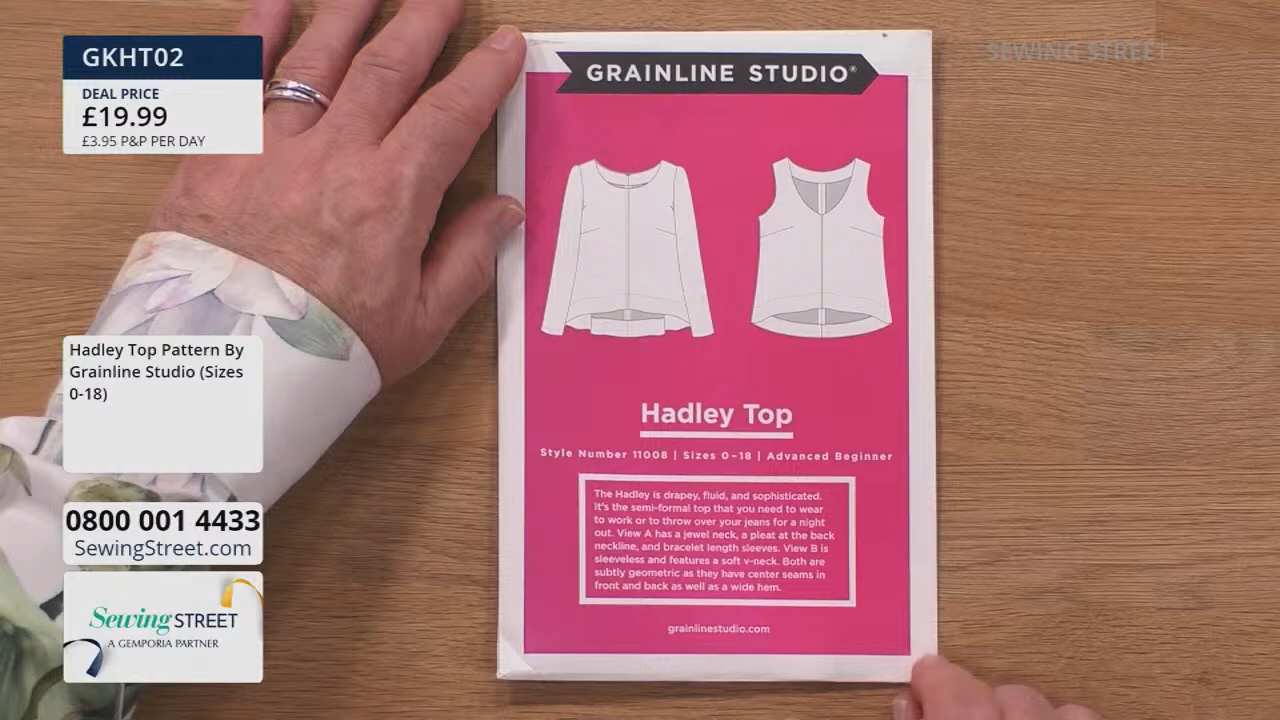 GKHT02
DEAL PRICE
£19.99
£3.95 P&P PER DAY
SEWING STREET
GRAINLINE STUDIO®
Hadley Top
Style Number 11008 | Sizes 0-18 | Advanced Beginner
The Hadley is drapey, fluid, and sophisticated.
It's the semi-formal top that you need to wear
to work or to throw over your jeans for a night
out. View A has a jewel neck, a pleat at the back
neckline, and bracelet length sleeves. View B is
sleeveless and features a soft v-neck. Both are
subtly geometric as they have center seams in
front and back as well as a wide hem.
grainlinestudio.com
Hadley Top Pattern By
Grainline Studio (Sizes
0-18)
0800 001 4433
SewingStreet.com
Sewing STREET
A GEMPORIA PARTNER